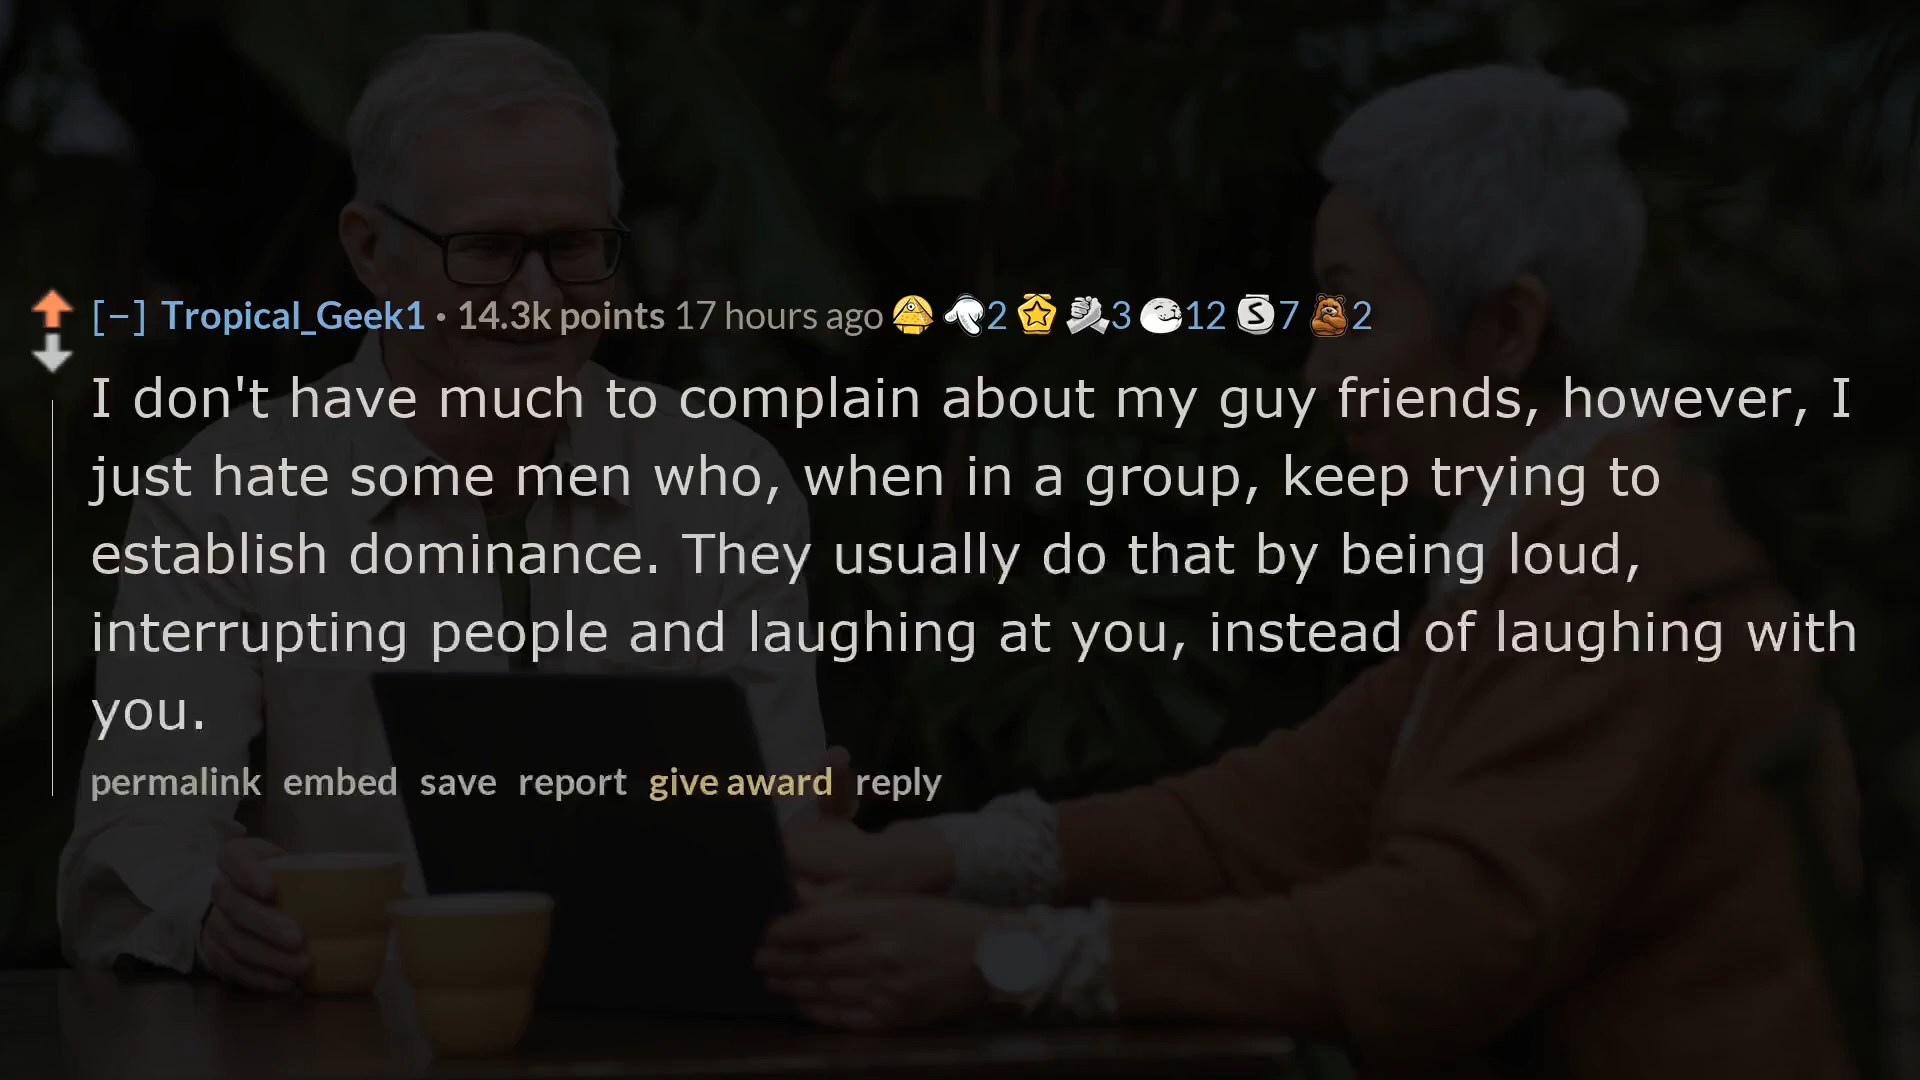 [−] Tropical_Geek1 · 14.3k points 17 hours ago 2 3 12 S 7 2
I don't have much to complain about my guy friends, however, I
just hate some men who, when in a group, keep trying to
establish dominance. They usually do that by being loud,
interrupting people and laughing at you, instead of laughing with
you.
permalink embed save report give award reply